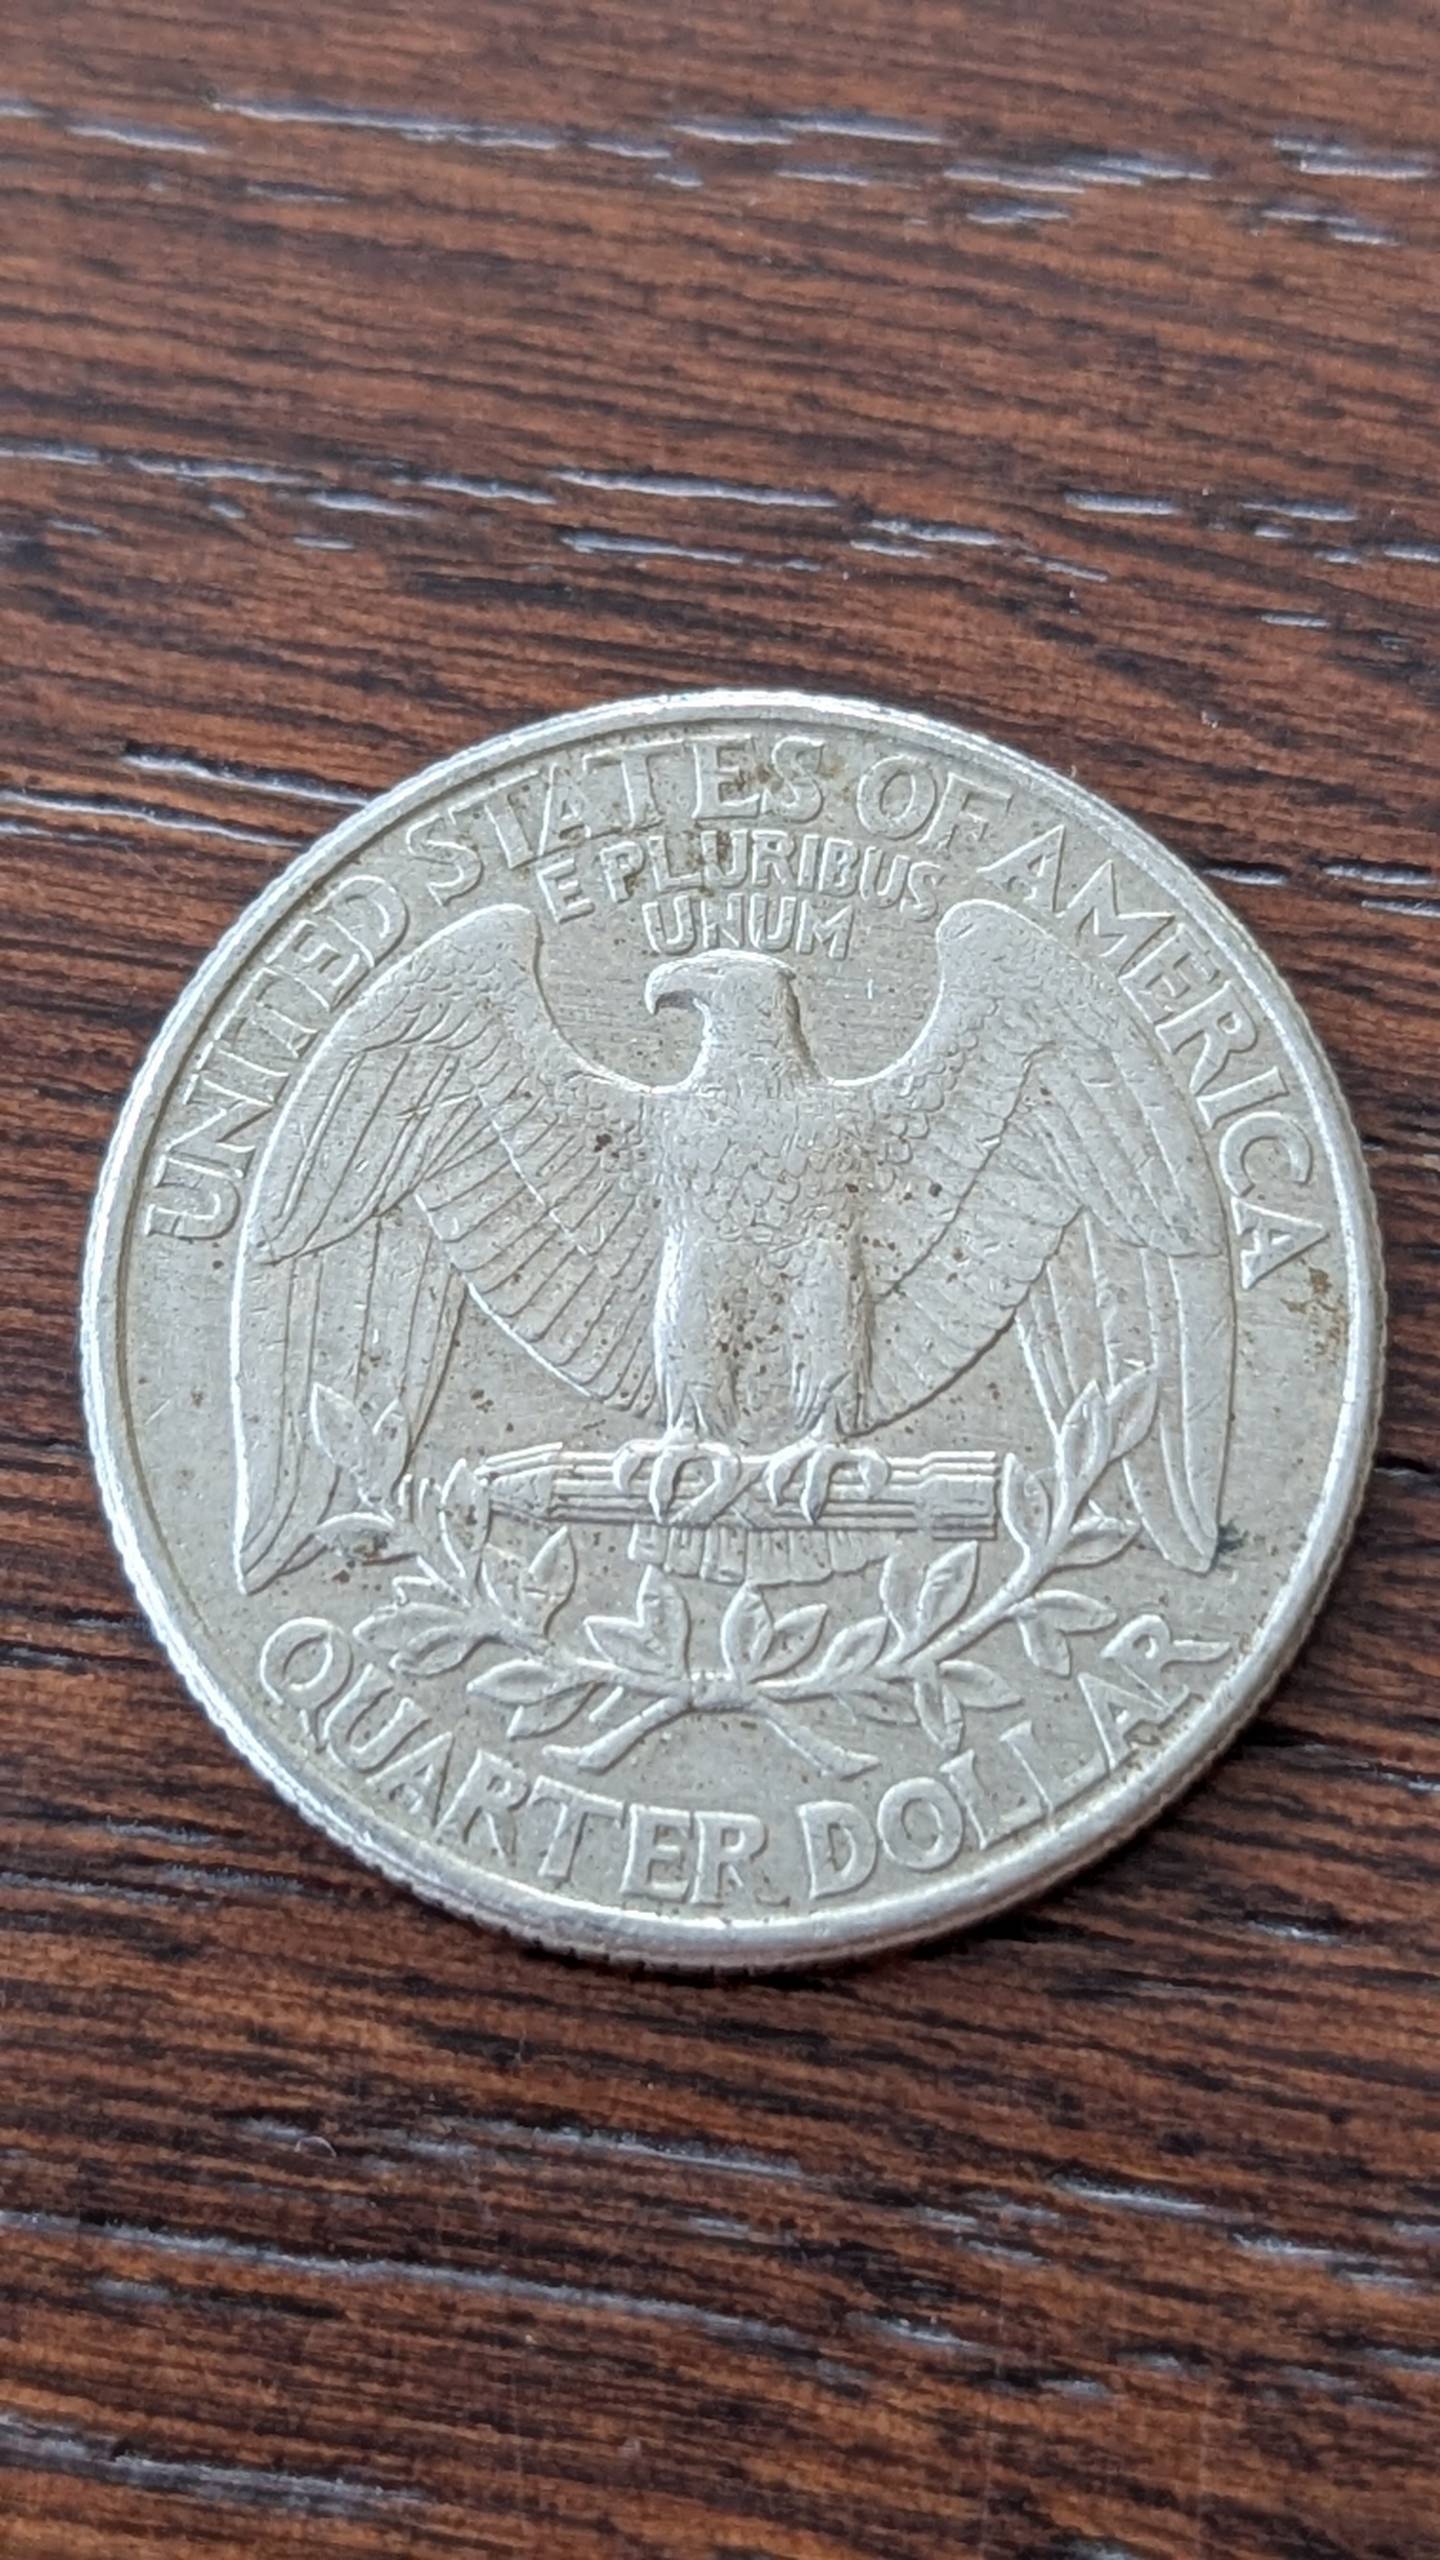 UNITED STATES OF AMERICA
E PLURIBUS
UNUM
QUARTER DOLLAR